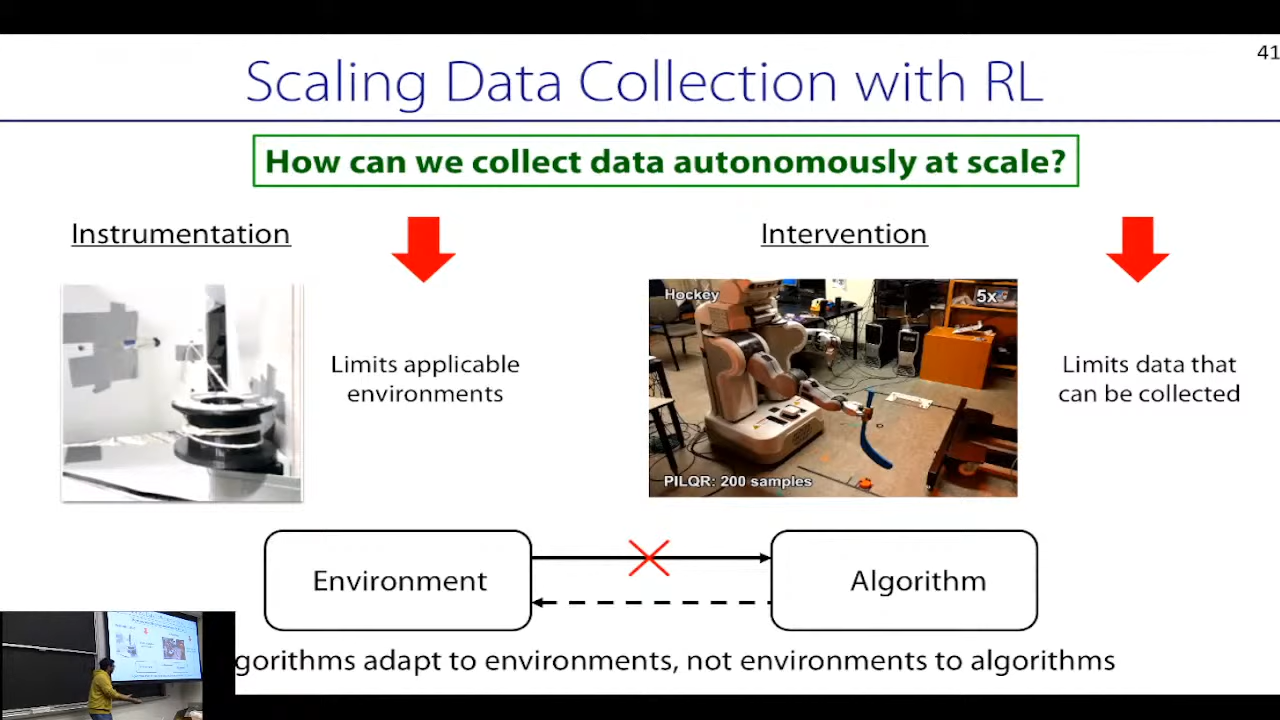 41
Scaling Data Collection with RL
How can we collect data autonomously at scale?
Instrumentation
Intervention
Hockey
5x
Limits applicable
environments
Limits data that
can be collected
PILQR: 200 samples
Environment
Algorithm
gorithms adapt to environments, not environments to algorithms